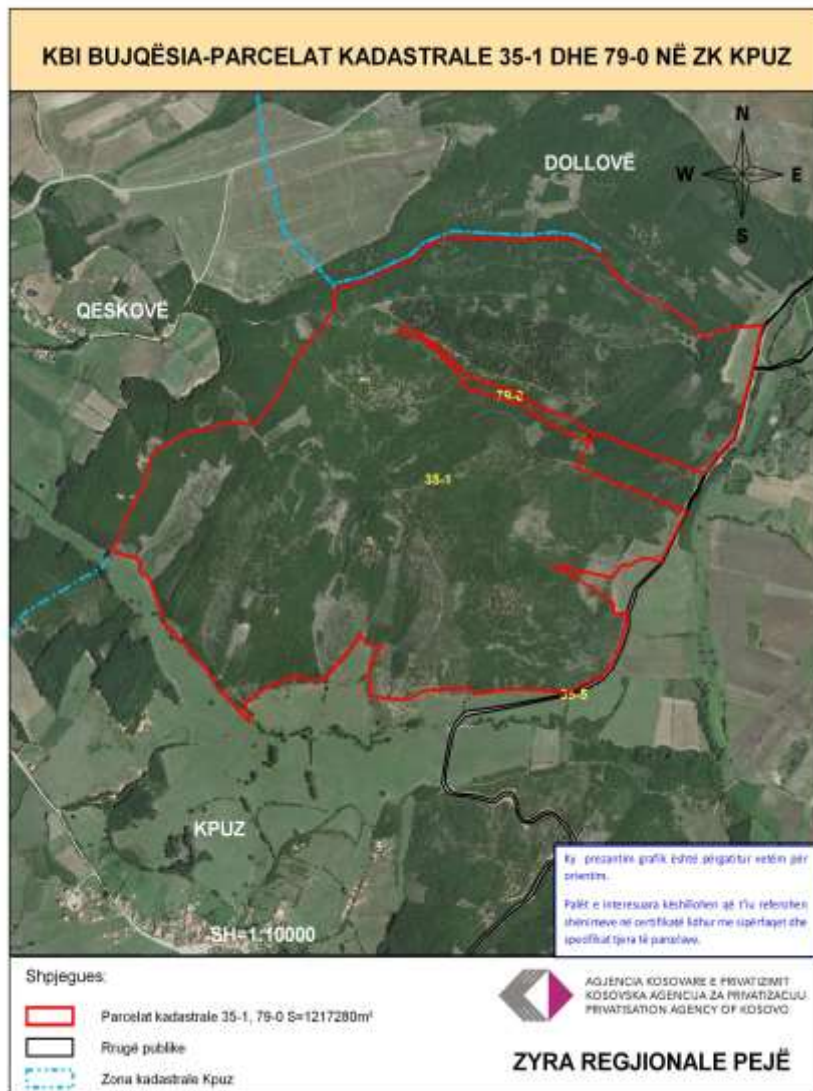 KBI BUJQËSIA-PARCELAT KADASTRALE 35-1 DHE 79-0 NË ZK KPUZ
N
DOLLOVË
W
E
S
QESKOVË
79-0
35-1
35-5
KPUZ
SH=1:10000
Ky prezantim grafik është përgatitur vetëm për
orientim.
Palët e interesuara këshillohen që t'iu referohen
shënimeve në certifikatë lidhur me sipërfaqet dhe
specifikat tjera të parcelave.
Shpjegues:
Parcelat kadastrale 35-1, 79-0 S=1217280m²
Rrugë publike
Zona kadastrale Kpuz
AGJENCIA KOSOVARE E PRIVATIZIMIT
KOSOVSKA AGENCIJA ZA PRIVATIZACIJU
PRIVATISATION AGENCY OF KOSOVO
ZYRA REGJIONALE PEJË